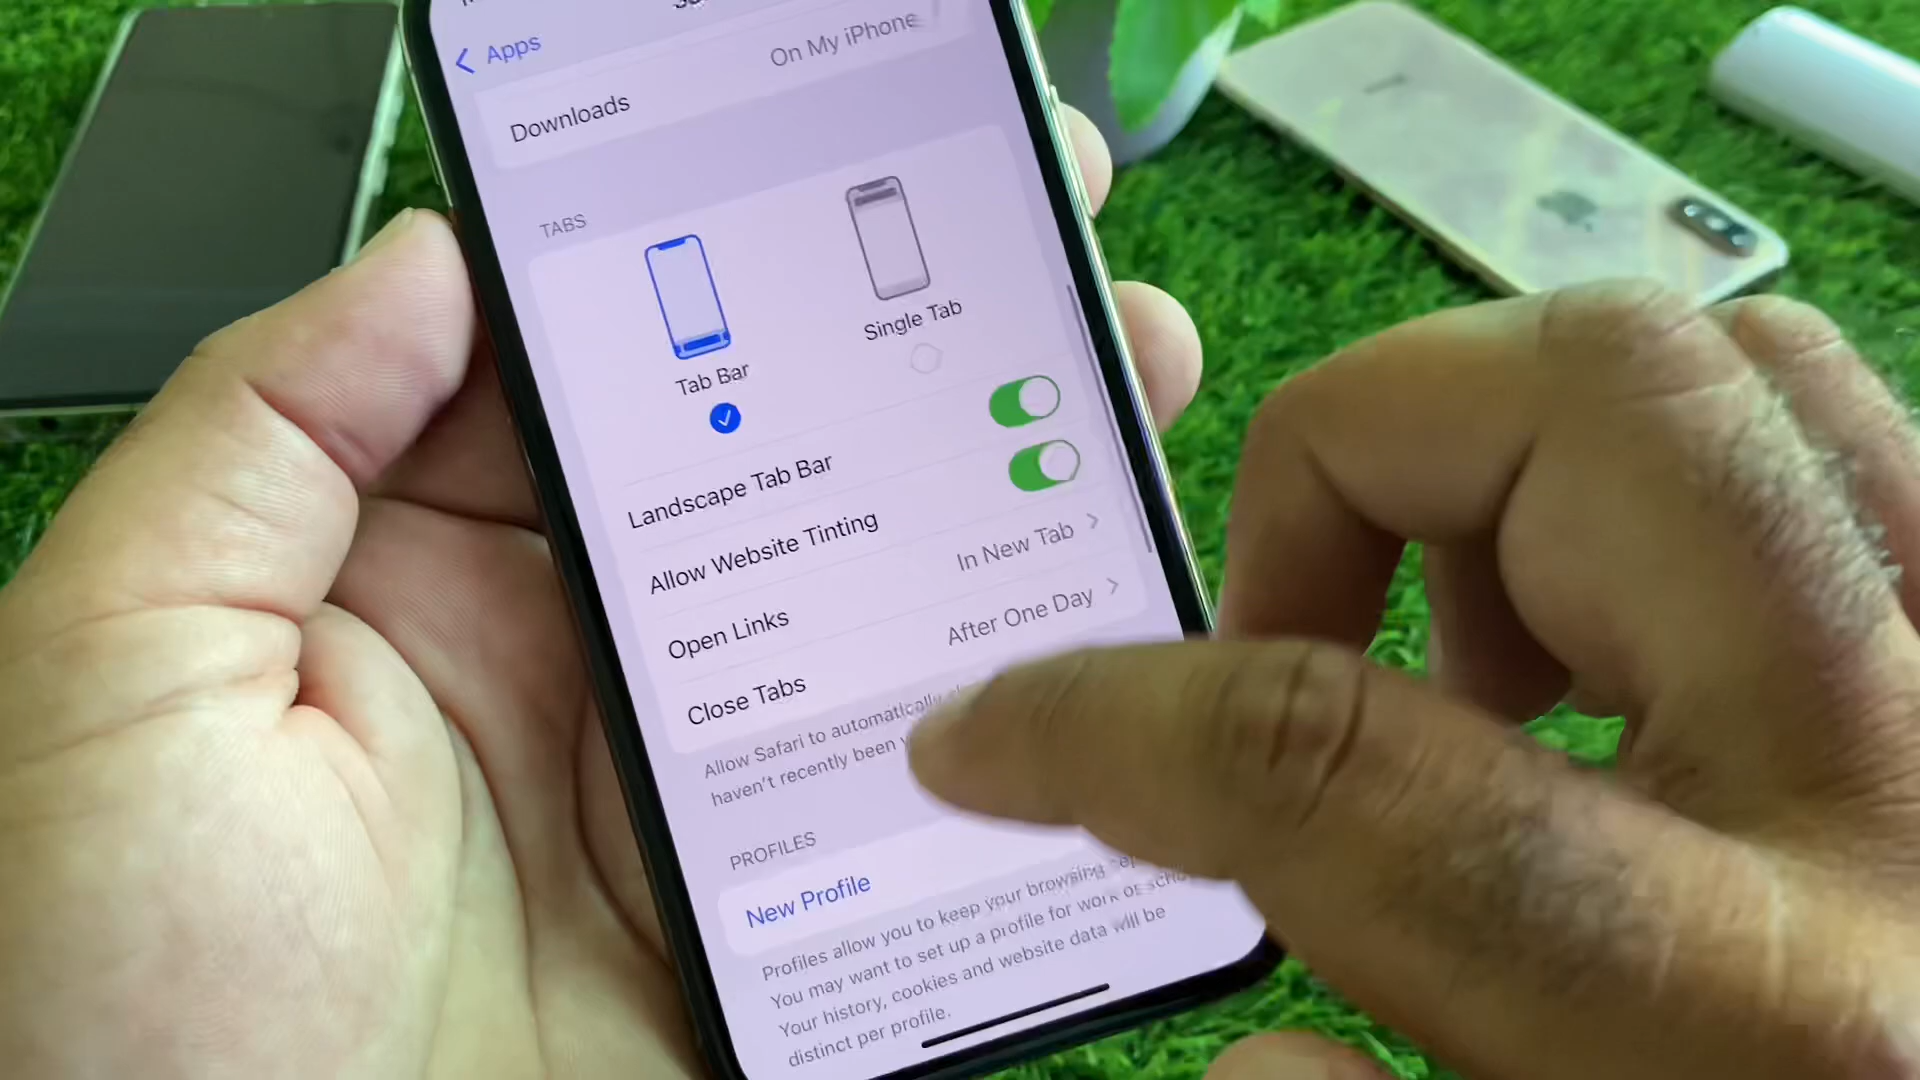 Apps
On My iPhone
Downloads
TABS
Tab Bar
Single Tab
Landscape Tab Bar
Allow Website Tinting
Open Links In New Tab
Close Tabs After One Day
Allow Safari to automatically
haven't recently been
PROFILES
New Profile
Profiles allow you to keep your browsing
You may want to set up a profile for work or
Your history, cookies and website data will be
distinct per profile.